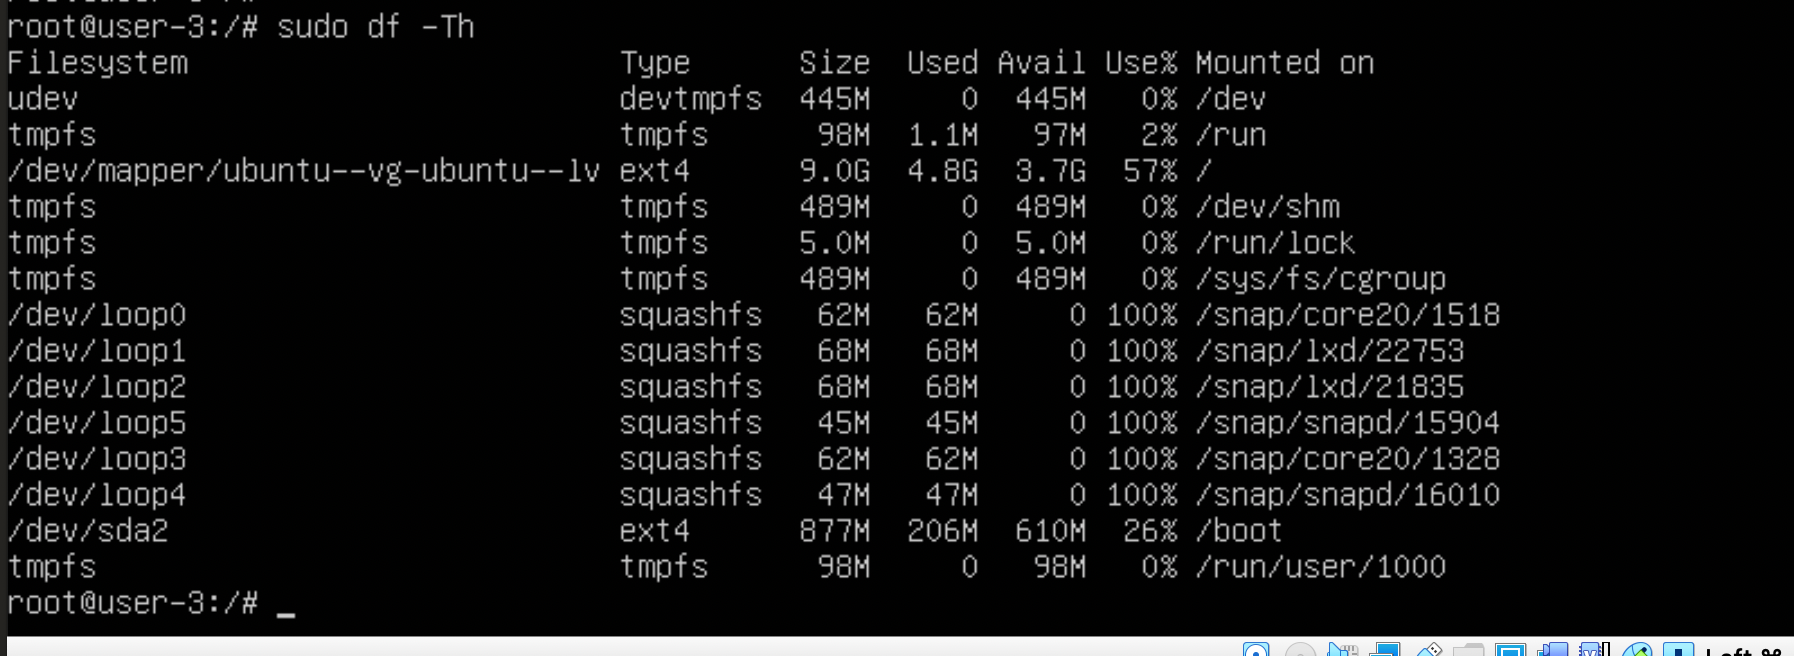 root@user-3:/# sudo df -Th
Filesystem                        Type      Size  Used Avail Use% Mounted on
udev                              devtmpfs  445M     0  445M   0% /dev
tmpfs                             tmpfs      98M  1.1M   97M   2% /run
/dev/mapper/ubuntu--vg-ubuntu--lv ext4      9.0G  4.8G  3.7G  57% /
tmpfs                             tmpfs     489M     0  489M   0% /dev/shm
tmpfs                             tmpfs     5.0M     0  5.0M   0% /run/lock
tmpfs                             tmpfs     489M     0  489M   0% /sys/fs/cgroup
/dev/loop0                        squashfs   62M   62M     0 100% /snap/core20/1518
/dev/loop1                        squashfs   68M   68M     0 100% /snap/lxd/22753
/dev/loop2                        squashfs   68M   68M     0 100% /snap/lxd/21835
/dev/loop5                        squashfs   45M   45M     0 100% /snap/snapd/15904
/dev/loop3                        squashfs   62M   62M     0 100% /snap/core20/1328
/dev/loop4                        squashfs   47M   47M     0 100% /snap/snapd/16010
/dev/sda2                         ext4      877M  206M  610M  26% /boot
tmpfs                             tmpfs      98M     0   98M   0% /run/user/1000
root@user-3:/# _
Left ⌘